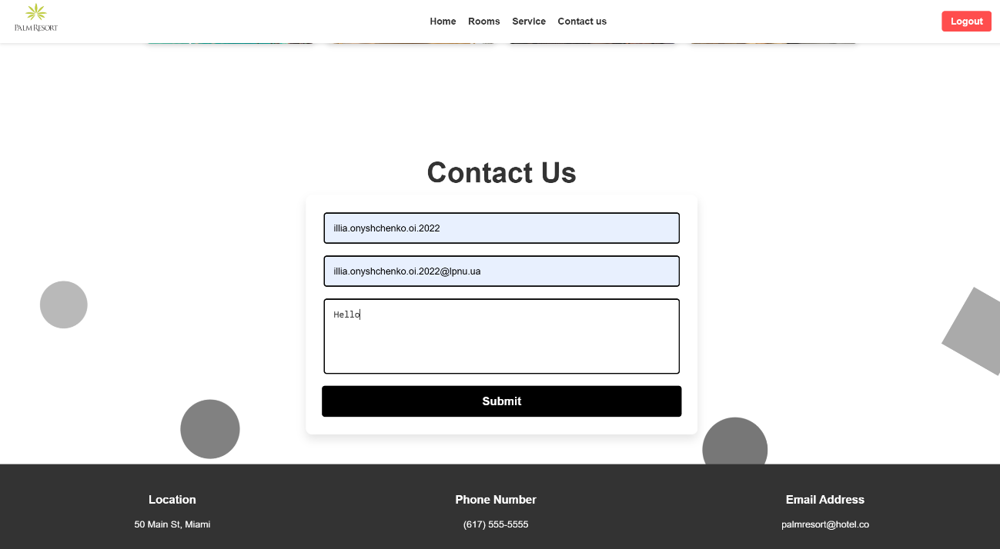 PALM RESORT
Home Rooms Service Contact us
Logout
Contact Us
illia.onyshchenko.oi.2022
illia.onyshchenko.oi.2022@lpnu.ua
Hello
Submit
Location Phone Number Email Address
50 Main St, Miami (617) 555-5555 palmresort@hotel.co